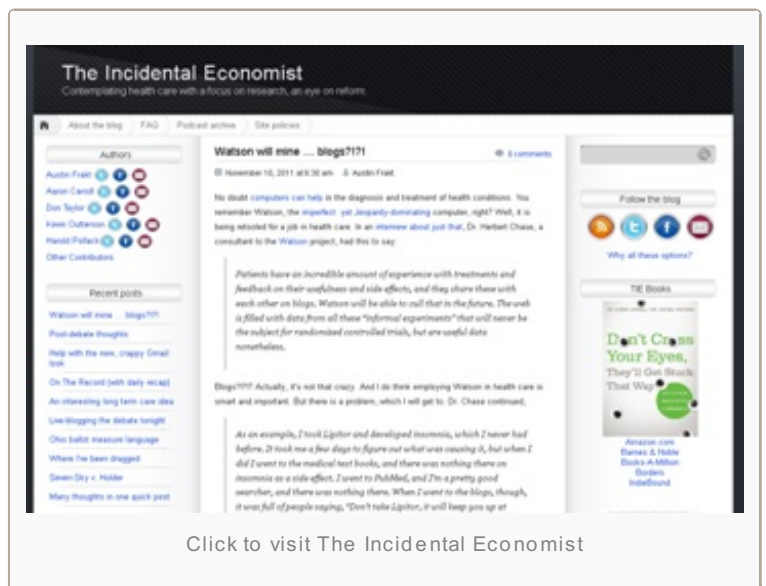 The Incidental Economist
Contemplating health care with a focus on research, an eye on reform
About the blog
FAQ
Podcast archive
Site policies
Authors
Austin Frakt
Aaron Carroll
Don Taylor
Kevin Outterson
Harold Pollack
Other Contributors
Recent posts
Watson will mine ... blogs?!?!
Post-debate thoughts
Help with the new, crappy Gmail
look
On The Record (with daily recap)
An interesting long term care idea
Live-blogging the debate tonight
Ohio ballot measure language
Where I've been dragged
Seven-Sky v. Holder
Many thoughts in one quick post
Watson will mine ... blogs?!?!
0 comments
November 10, 2011 at 6:30 am
Austin Frakt
No doubt computers can help in the diagnosis and treatment of health conditions. You
remember Watson, the imperfect yet Jeopardy-dominating computer, right? Well, it is
being retooled for a job in health care. In an interview about just that, Dr. Herbert Chase, a
consultant to the Watson project, had this to say:
Patients have an incredible amount of experience with treatments and
feedback on their usefulness and side effects, and they share these with
each other on blogs. Watson will be able to cull that in the future. The web
is filled with data from all these "informal experiments" that will never be
the subject for randomized controlled trials, but are useful data
nonetheless.
Blogs?!?!? Actually, it's not that crazy. And I do think employing Watson in health care is
smart and important. But there is a problem, which I will get to. Dr. Chase continued,
As an example, I took Lipitor and developed insomnia, which I never had
before. It took me a few days to figure out what was causing it, but when I
did I went to the medical text books, and there was nothing there on
insomnia as a side effect. I went to PubMed, and I'm a pretty good
searcher, and there was nothing there. When I went to the blogs, though,
it was full of people saying, "Don't take Lipitor, it will keep you up at
Follow the blog
Why all these options?
TIE Books
Don't Cross
Your Eyes,
They'll Get Stuck
That Way!
Amazon.com
Barnes & Noble
Books-A-Million
Borders
IndieBound
Click to visit The Incidental Economist